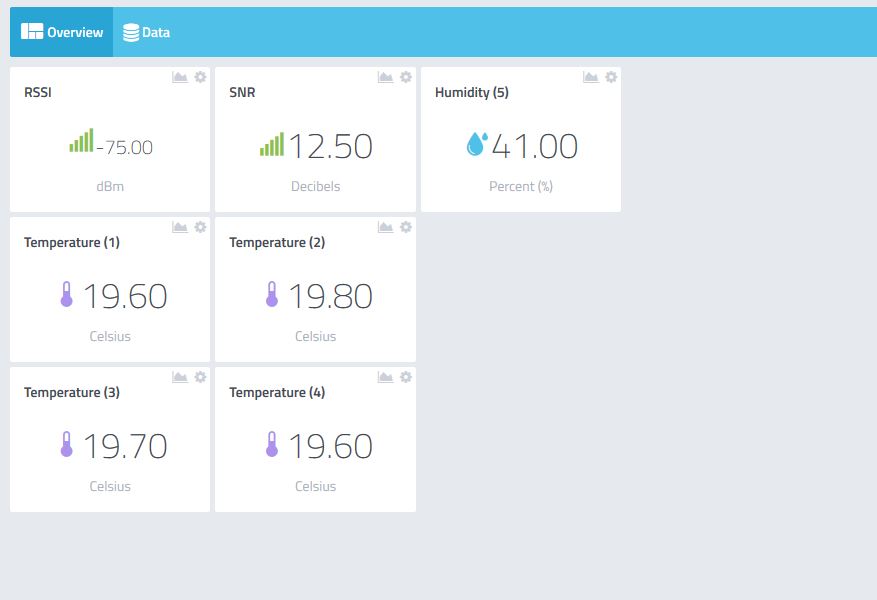 Overview Data
RSSI
-75.00
dBm
SNR
12.50
Decibels
Humidity (5)
41.00
Percent (%)
Temperature (1)
19.60
Celsius
Temperature (2)
19.80
Celsius
Temperature (3)
19.70
Celsius
Temperature (4)
19.60
Celsius